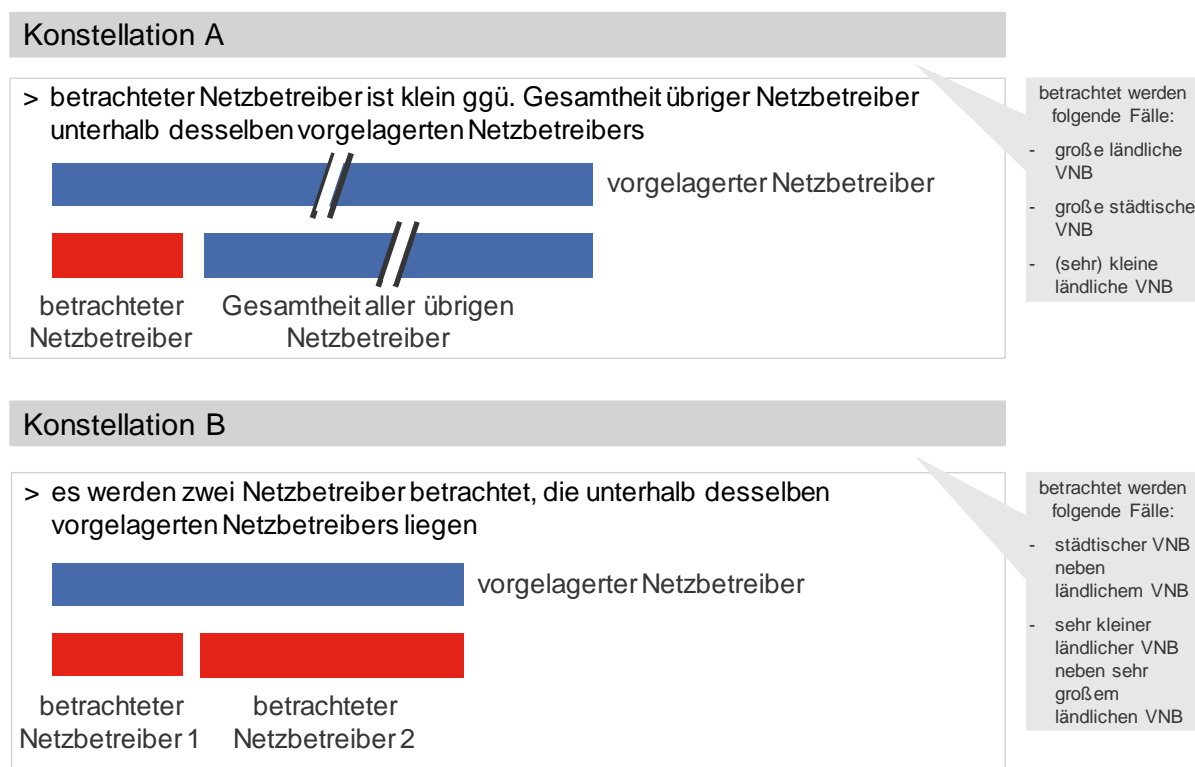 Konstellation A
> betrachteter Netzbetreiber ist klein ggü. Gesamtheit übriger Netzbetreiber
unterhalb desselben vorgelagerten Netzbetreibers
vorgelagerter Netzbetreiber
betrachteter
Netzbetreiber
Gesamtheit aller übrigen
Netzbetreiber
betrachtet werden
folgende Fälle:
- große ländliche
VNB
- große städtische
VNB
- (sehr) kleine
ländliche VNB
Konstellation B
> es werden zwei Netzbetreiber betrachtet, die unterhalb desselben
vorgelagerten Netzbetreibers liegen
vorgelagerter Netzbetreiber
betrachteter
Netzbetreiber 1
betrachteter
Netzbetreiber 2
betrachtet werden
folgende Fälle:
- städtischer VNB
neben
ländlichem VNB
- sehr kleiner
ländlicher VNB
neben sehr
großem
ländlichen VNB